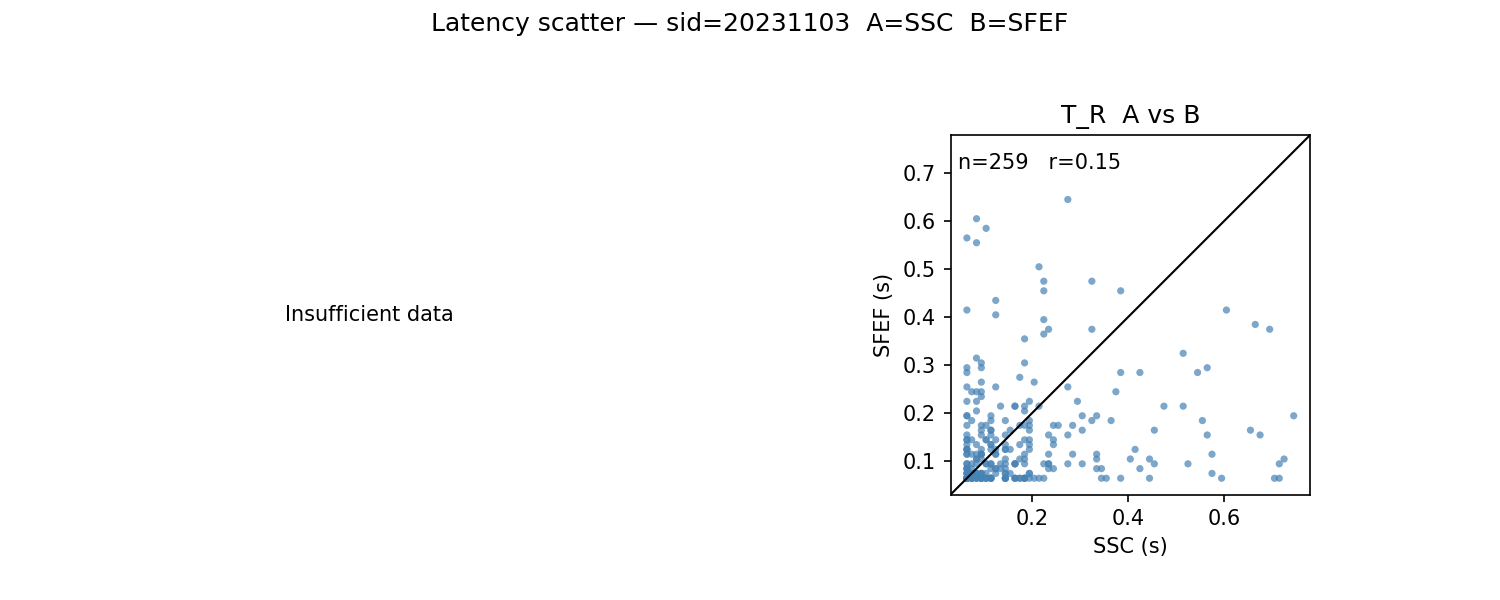 Latency scatter — sid=20231103  A=SSC  B=SFEF
Insufficient data
T_R  A vs B
n=259   r=0.15
0.7
0.6
0.5
0.4
0.3
0.2
0.1
SFEF (s)
0.2
0.4
0.6
SSC (s)